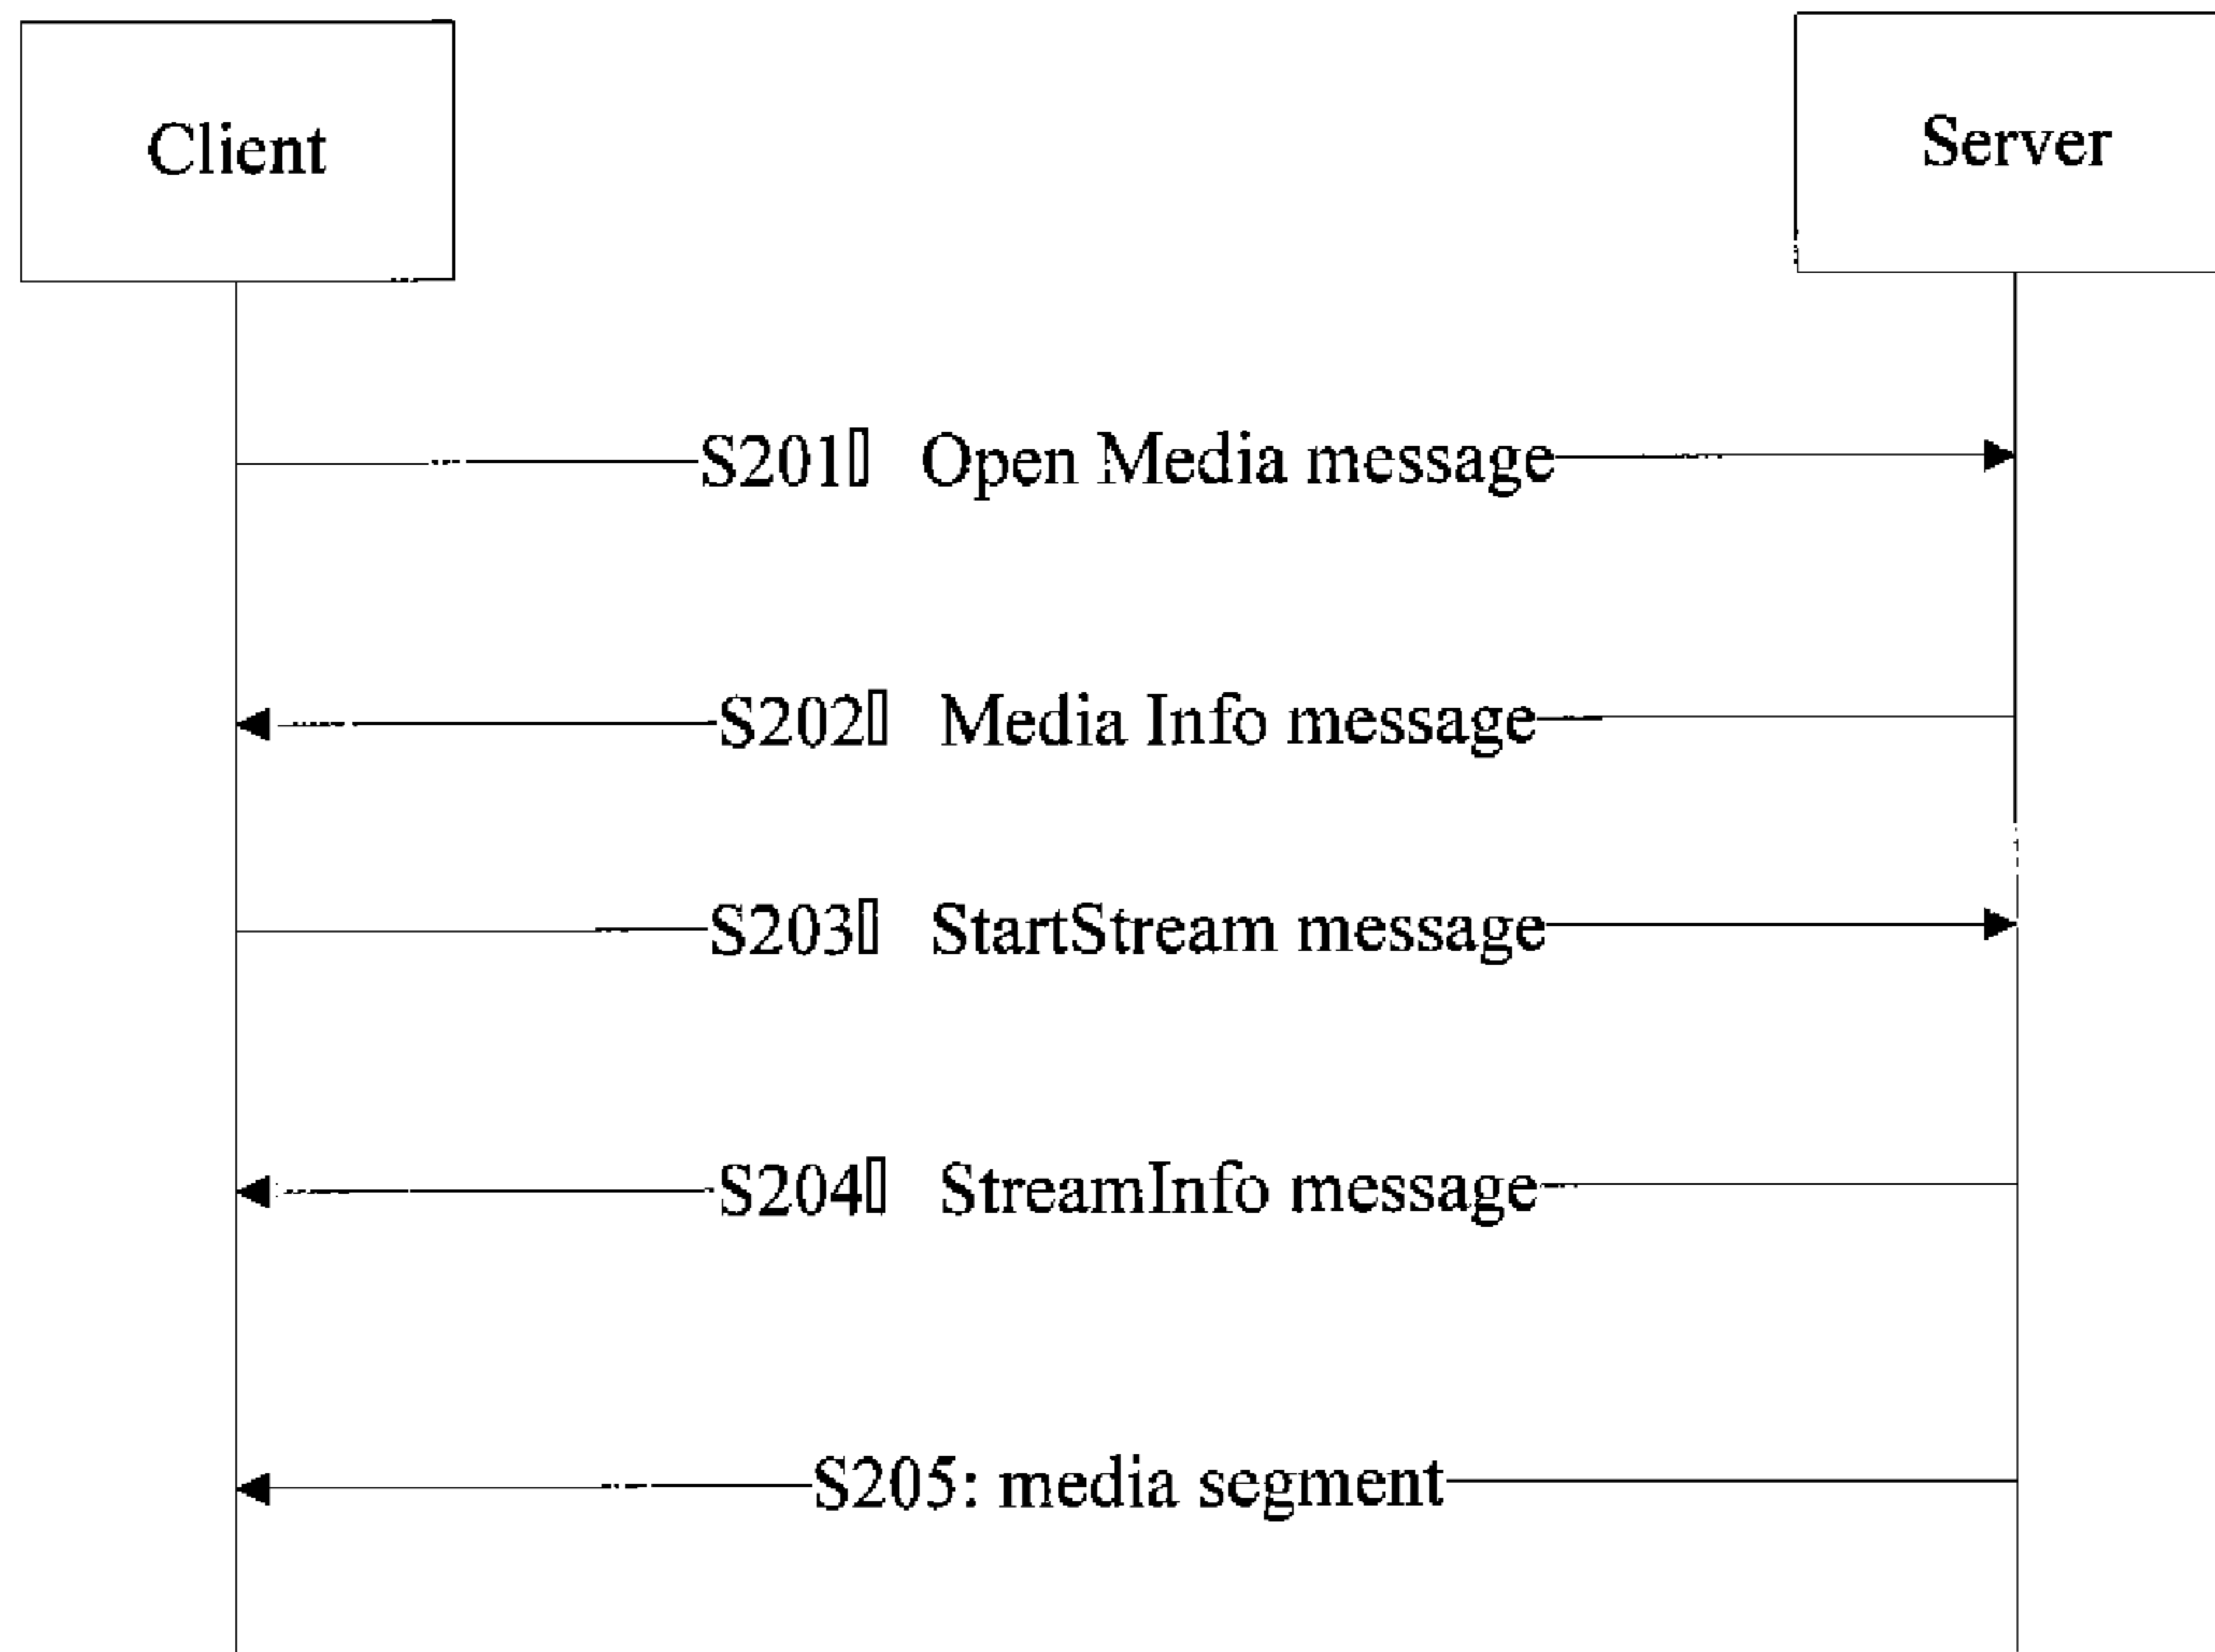 Client
Server
S201▯ Open Media message
S202▯ Media Info message
S203▯ StartStream message
S204▯ StreamInfo message
S205: media segment